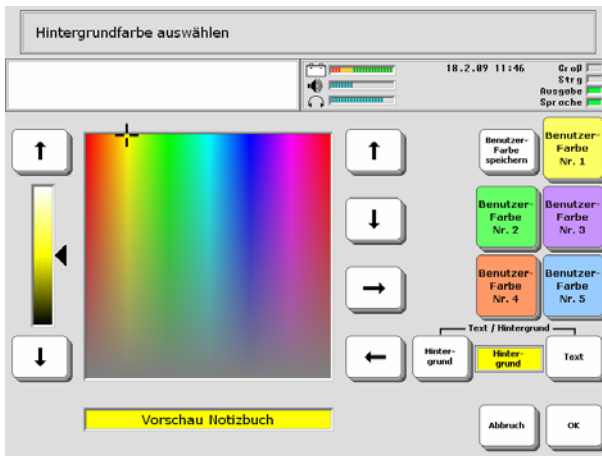 Hintergrundfarbe auswählen
18.2.09 11:46
Groß
Strg
Ausgabe
Sprache
Benutzer-
Farbe
speichern
Benutzer-
Farbe
Nr. 1
Benutzer-
Farbe
Nr. 2
Benutzer-
Farbe
Nr. 3
Benutzer-
Farbe
Nr. 4
Benutzer-
Farbe
Nr. 5
Text / Hintergrund
Hinter-
grund
Hinter-
grund
Text
Vorschau Notizbuch
Abbruch
OK